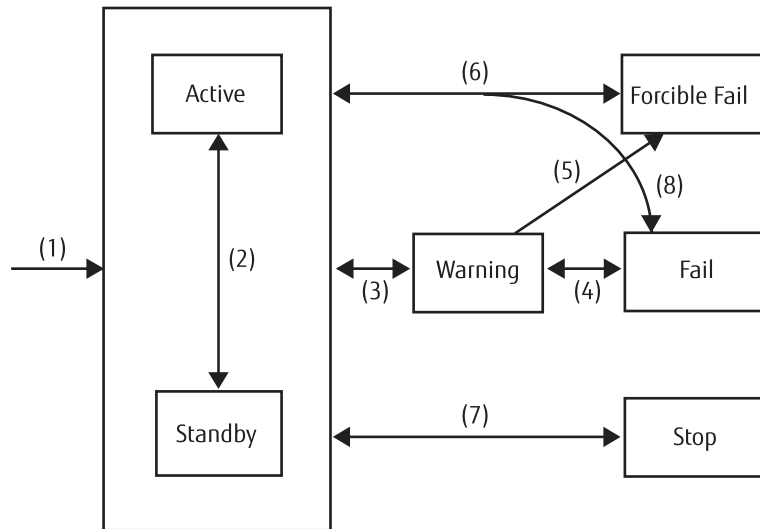 Active
(6)
Forcible Fail
(5)
(8)
(1)
(2)
Warning
Fail
(3)
(4)
Standby
(7)
Stop